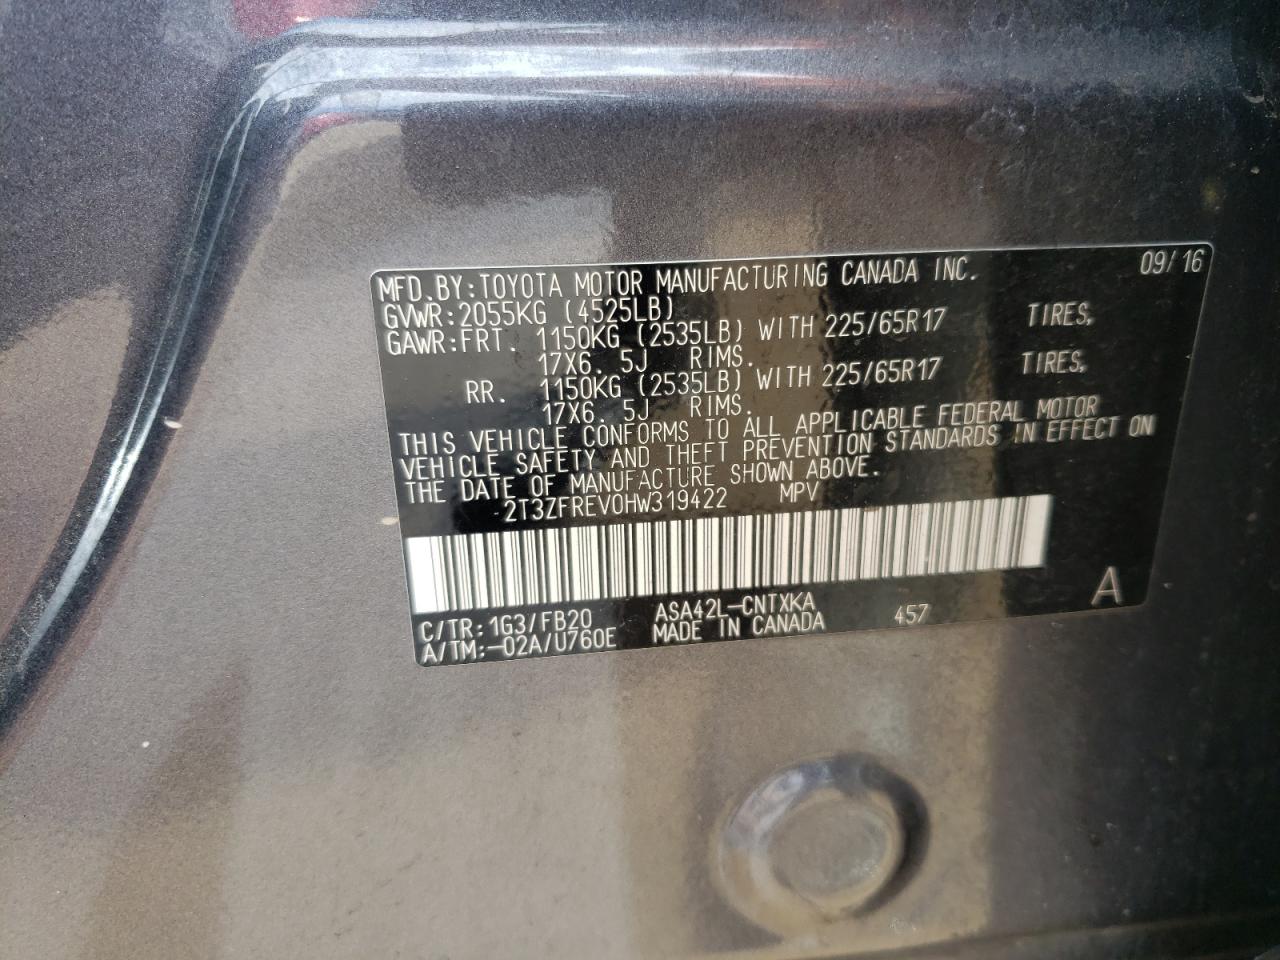 MFD.BY:TOYOTA MOTOR MANUFACTURING CANADA INC. 09/16
GVWR:2055KG (4525LB)
GAWR:FRT. 1150KG (2535LB) WITH 225/65R17 TIRES,
17X6.5J RIMS.
RR. 1150KG (2535LB) WITH 225/65R17 TIRES,
17X6.5J RIMS.
THIS VEHICLE CONFORMS TO ALL APPLICABLE FEDERAL MOTOR
VEHICLE SAFETY AND THEFT PREVENTION STANDARDS IN EFFECT ON
THE DATE OF MANUFACTURE SHOWN ABOVE.
2T3ZFREV0HW319422 MPV
C/TR:1G3/FB20 ASA42L-CNTXKA 457 A
A/TM:-02A/U760E MADE IN CANADA